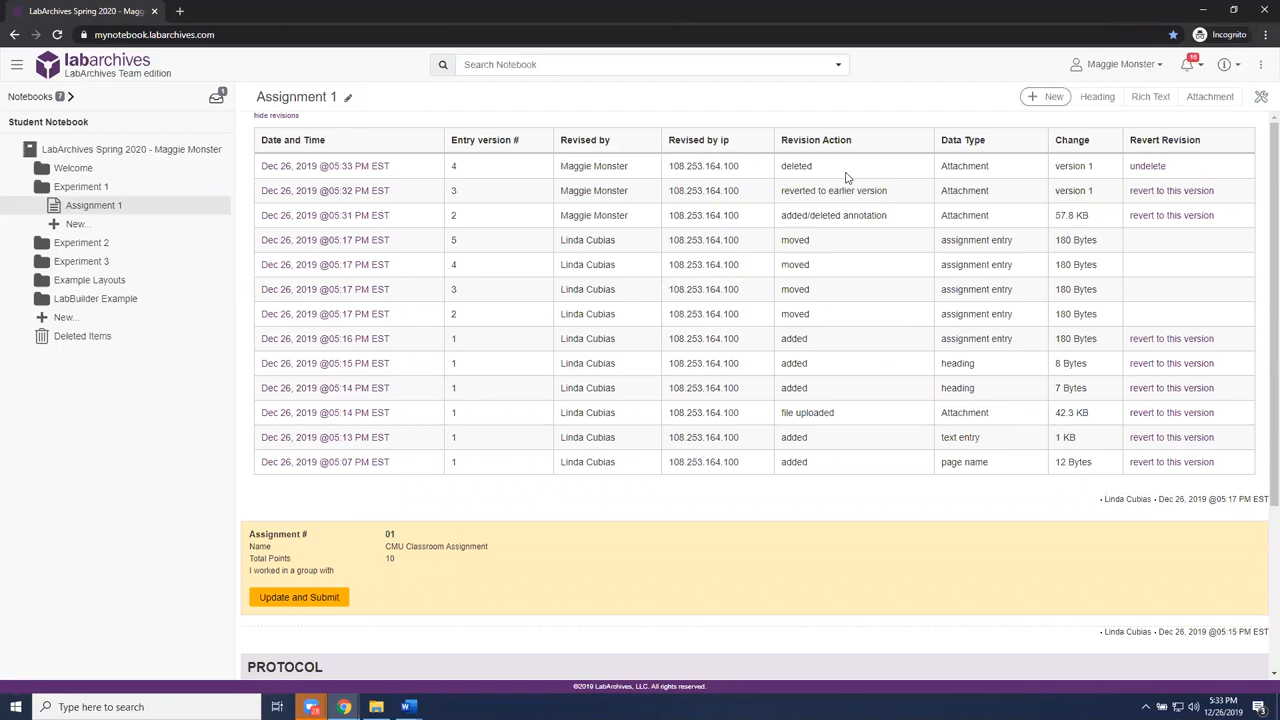 LabArchives Spring 2020 - Magg
mynotebook.labarchives.com
Incognito
labarchives
LabArchives Team edition
Search Notebook
Maggie Monster
15
Notebooks 7
1
Assignment 1
New
Heading
Rich Text
Attachment
hide revisions
Student Notebook
LabArchives Spring 2020 - Maggie Monster
Welcome
Experiment 1
Assignment 1
New...
Experiment 2
Experiment 3
Example Layouts
LabBuilder Example
New...
Deleted Items
Date and Time Entry version # Revised by Revised by ip Revision Action Data Type Change Revert Revision
Dec 26, 2019 @05:33 PM EST 4 Maggie Monster 108.253.164.100 deleted Attachment version 1 undelete
Dec 26, 2019 @05:32 PM EST 3 Maggie Monster 108.253.164.100 reverted to earlier version Attachment version 1 revert to this version
Dec 26, 2019 @05:31 PM EST 2 Maggie Monster 108.253.164.100 added/deleted annotation Attachment 57.8 KB revert to this version
Dec 26, 2019 @05:17 PM EST 5 Linda Cubias 108.253.164.100 moved assignment entry 180 Bytes
Dec 26, 2019 @05:17 PM EST 4 Linda Cubias 108.253.164.100 moved assignment entry 180 Bytes
Dec 26, 2019 @05:17 PM EST 3 Linda Cubias 108.253.164.100 moved assignment entry 180 Bytes
Dec 26, 2019 @05:17 PM EST 2 Linda Cubias 108.253.164.100 moved assignment entry 180 Bytes
Dec 26, 2019 @05:16 PM EST 1 Linda Cubias 108.253.164.100 added assignment entry 180 Bytes revert to this version
Dec 26, 2019 @05:15 PM EST 1 Linda Cubias 108.253.164.100 added heading 8 Bytes revert to this version
Dec 26, 2019 @05:14 PM EST 1 Linda Cubias 108.253.164.100 added heading 7 Bytes revert to this version
Dec 26, 2019 @05:14 PM EST 1 Linda Cubias 108.253.164.100 file uploaded Attachment 42.3 KB revert to this version
Dec 26, 2019 @05:13 PM EST 1 Linda Cubias 108.253.164.100 added text entry 1 KB revert to this version
Dec 26, 2019 @05:07 PM EST 1 Linda Cubias 108.253.164.100 added page name 12 Bytes revert to this version
• Linda Cubias • Dec 26, 2019 @05:17 PM EST
Assignment # 01
Name CMU Classroom Assignment
Total Points 10
I worked in a group with
Update and Submit
• Linda Cubias • Dec 26, 2019 @05:15 PM EST
PROTOCOL
©2019 LabArchives, LLC. All rights reserved.
Type here to search
28
5:33 PM
12/26/2019
3